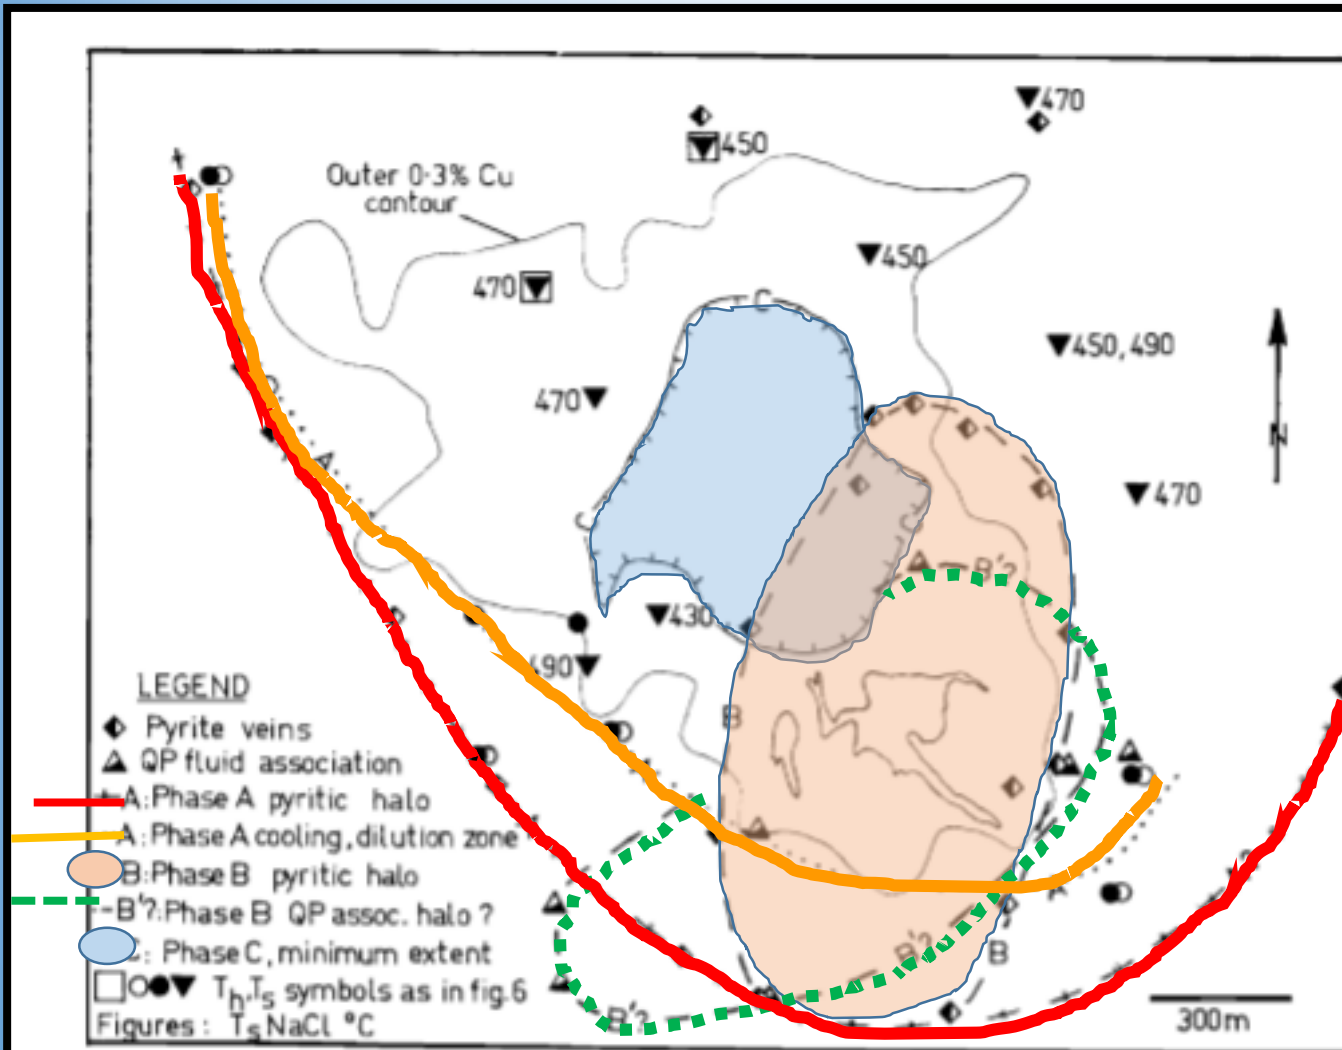 470
450
Outer 0·3% Cu
contour
450
470
C
450, 490
470
N
A
470
C
C
B'?
430
490
B
LEGEND
Pyrite veins
QP fluid association
A: Phase A pyritic halo
A: Phase A cooling, dilution zone
B: Phase B pyritic halo
B'?: Phase B QP assoc. halo ?
: Phase C, minimum extent
Th, Ts symbols as in fig. 6
Figures : Ts NaCl °C
A
B'?
B
B'?
300m